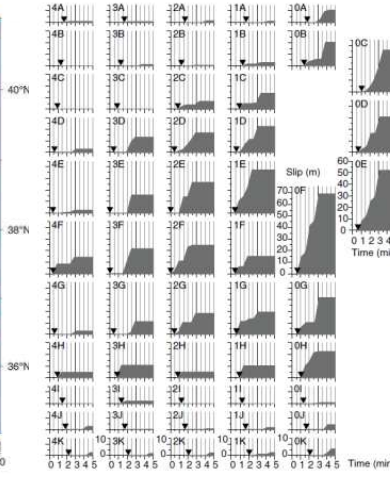 4A 3A 2A 1A 0A
4B 3B 2B 1B 0B
0C
40°N
4C 3C 2C 1C
4D 3D 2D 1D 0D
4E 3E 2E 1E 0E
Slip (m)
60
50
40
30
20
10
0
70
60
50
40
30
20
10
0
0F
38°N
4F 3F 2F 1F
0 1 2 3 4
Time (mi
4G 3G 2G 1G 0G
36°N
4H 3H 2H 1H 0H
4I 3I 2I 1I 0I
4J 3J 2J 1J 0J
4K 3K 2K 1K 0K
10 10 10 10
0 0 0 0
0 0 1 2 3 4 5 0 1 2 3 4 5 0 1 2 3 4 5 0 1 2 3 4 5 0 1 2 3 4 5 Time (min